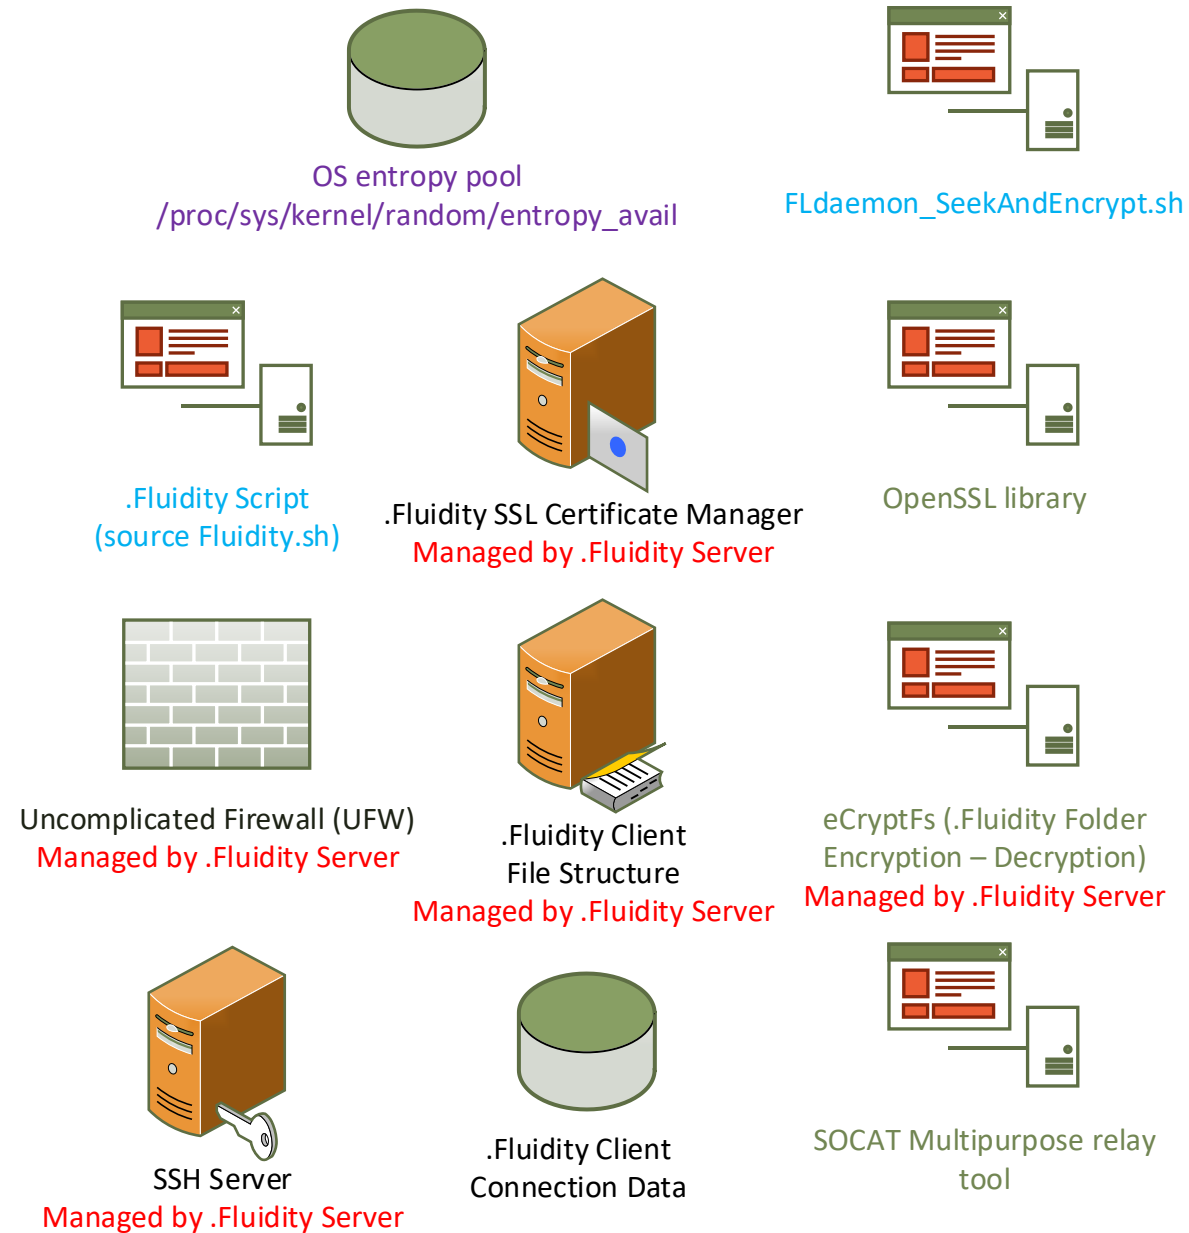 OS entropy pool
/proc/sys/kernel/random/entropy_avail
FLdaemon_SeekAndEncrypt.sh
.Fluidity Script
(source Fluidity.sh)
.Fluidity SSL Certificate Manager
Managed by .Fluidity Server
OpenSSL library
Uncomplicated Firewall (UFW)
Managed by .Fluidity Server
.Fluidity Client
File Structure
Managed by .Fluidity Server
eCryptFs (.Fluidity Folder
Encryption – Decryption)
Managed by .Fluidity Server
SSH Server
Managed by .Fluidity Server
.Fluidity Client
Connection Data
SOCAT Multipurpose relay
tool